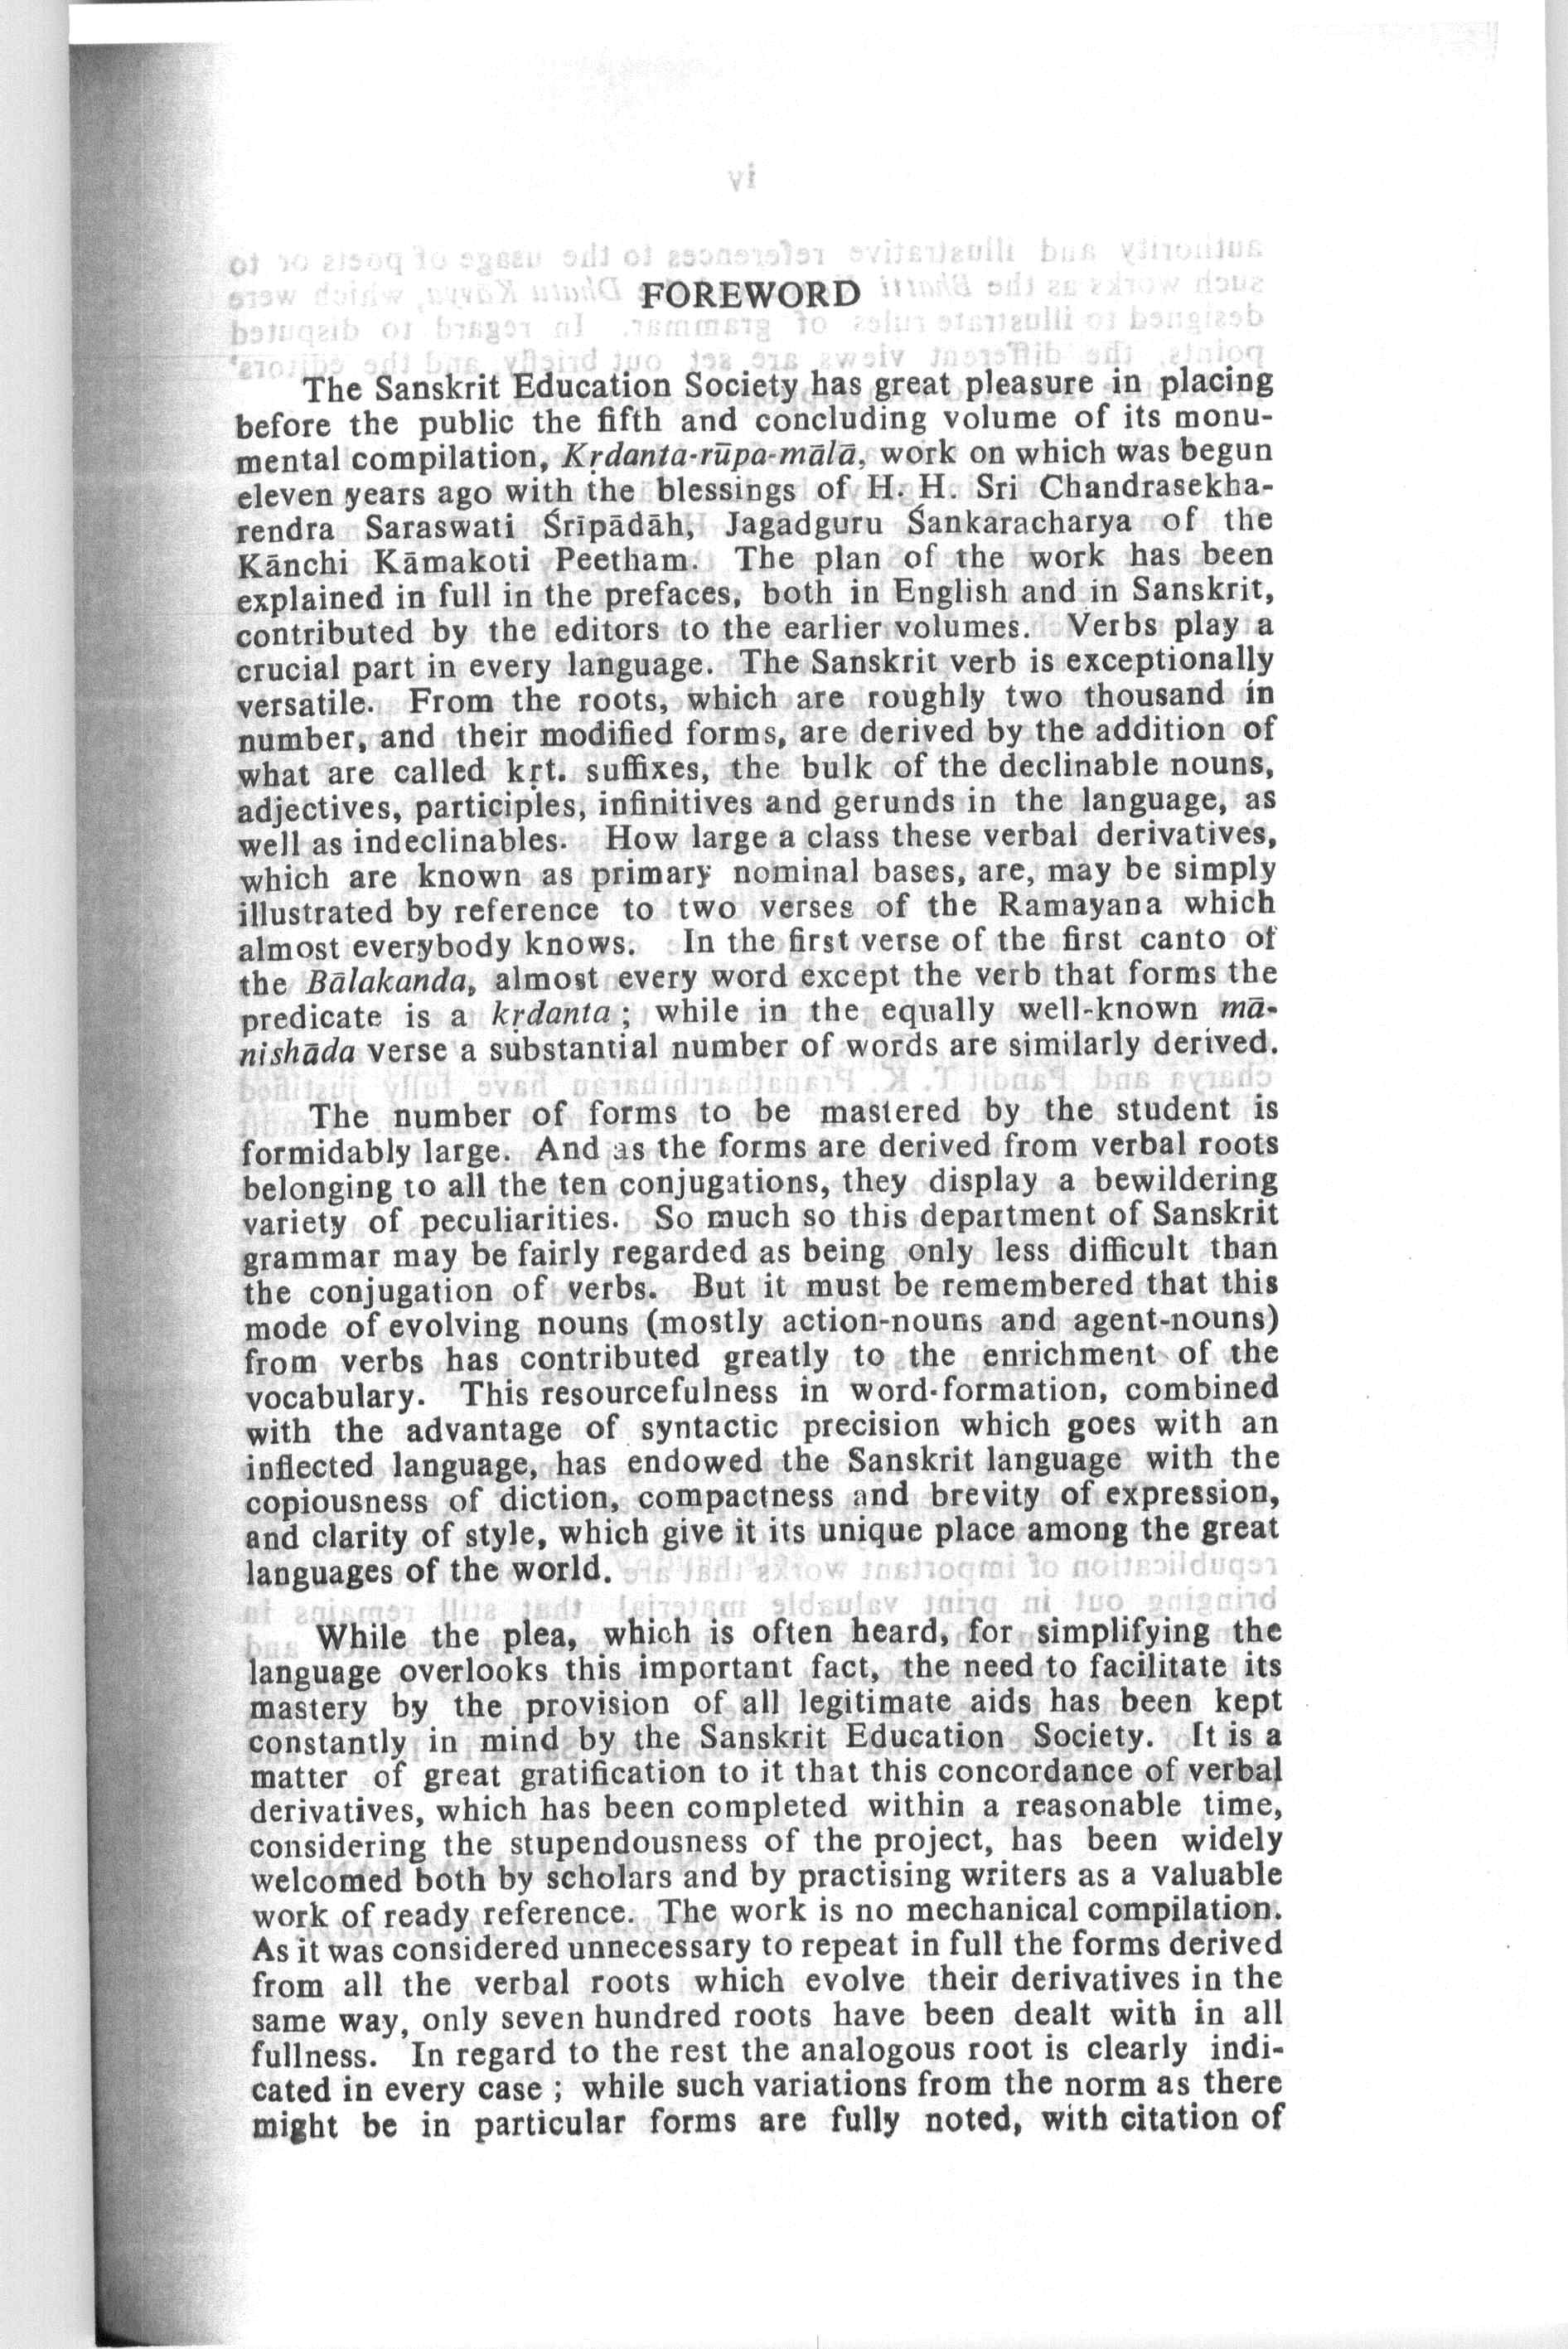 FOREWORD
The Sanskrit Education Society has great pleasure in placing
before the public the fifth and concluding volume of its monu-
mental compilation, Kṛdanta-rūpa-mālā, work on which was begun
eleven years ago with the blessings of H. H. Sri Chandrasekha-
rendra Saraswati Śrīpādāh, Jagadguru Śankaracharya of the
Kānchi Kāmakoti Peetham. The plan of the work has been
explained in full in the prefaces, both in English and in Sanskrit,
contributed by the editors to the earlier volumes. Verbs play a
crucial part in every language. The Sanskrit verb is exceptionally
versatile. From the roots, which are roughly two thousand in
number, and their modified forms, are derived by the addition of
what are called kṛt. suffixes, the bulk of the declinable nouns,
adjectives, participles, infinitives and gerunds in the language, as
well as indeclinables. How large a class these verbal derivatives,
which are known as primary nominal bases, are, may be simply
illustrated by reference to two verses of the Ramayana which
almost everybody knows. In the first verse of the first canto of
the Bālakanda, almost every word except the verb that forms the
predicate is a kṛdanta ; while in the equally well-known mā-
nishāda verse a substantial number of words are similarly derived.
The number of forms to be mastered by the student is
formidably large. And as the forms are derived from verbal roots
belonging to all the ten conjugations, they display a bewildering
variety of peculiarities. So much so this department of Sanskrit
grammar may be fairly regarded as being only less difficult than
the conjugation of verbs. But it must be remembered that this
mode of evolving nouns (mostly action-nouns and agent-nouns)
from verbs has contributed greatly to the enrichment of the
vocabulary. This resourcefulness in word-formation, combined
with the advantage of syntactic precision which goes with an
inflected language, has endowed the Sanskrit language with the
copiousness of diction, compactness and brevity of expression,
and clarity of style, which give it its unique place among the great
languages of the world.
While the plea, which is often heard, for simplifying the
language overlooks this important fact, the need to facilitate its
mastery by the provision of all legitimate aids has been kept
constantly in mind by the Sanskrit Education Society. It is a
matter of great gratification to it that this concordance of verbal
derivatives, which has been completed within a reasonable time,
considering the stupendousness of the project, has been widely
welcomed both by scholars and by practising writers as a valuable
work of ready reference. The work is no mechanical compilation.
As it was considered unnecessary to repeat in full the forms derived
from all the verbal roots which evolve their derivatives in the
same way, only seven hundred roots have been dealt with in all
fullness. In regard to the rest the analogous root is clearly indi-
cated in every case ; while such variations from the norm as there
might be in particular forms are fully noted, with citation of